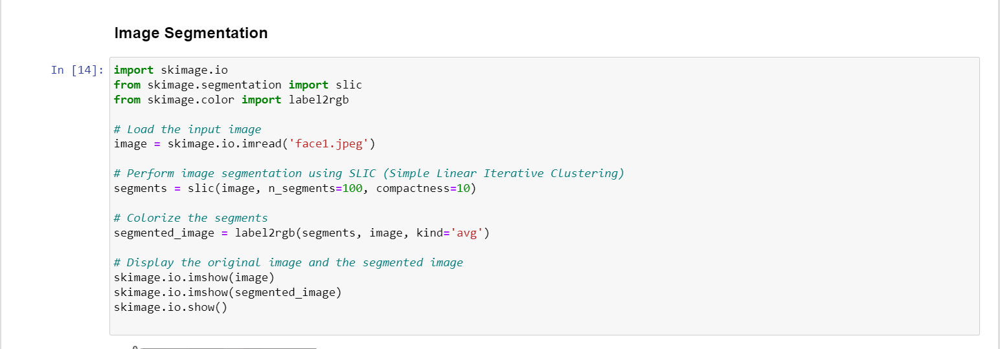 Image Segmentation
In [14]:
import skimage.io
from skimage.segmentation import slic
from skimage.color import label2rgb
# Load the input image
image = skimage.io.imread('face1.jpeg')
# Perform image segmentation using SLIC (Simple Linear Iterative Clustering)
segments = slic(image, n_segments=100, compactness=10)
# Colorize the segments
segmented_image = label2rgb(segments, image, kind='avg')
# Display the original image and the segmented image
skimage.io.imshow(image)
skimage.io.imshow(segmented_image)
skimage.io.show()